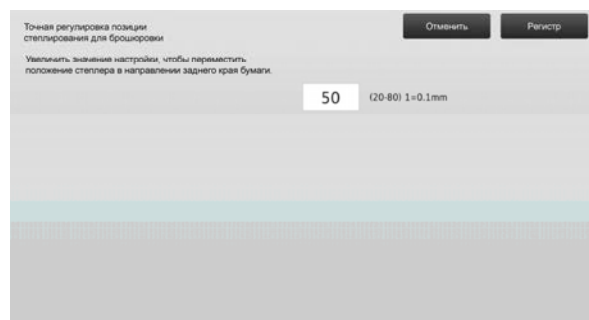 Точная регулировка позиции
степлирования для брошюровки
Отменить
Регистр
Увеличить значение настройки, чтобы переместить
положение степлера в направлении заднего края бумаги.
50
(20-80) 1=0.1mm